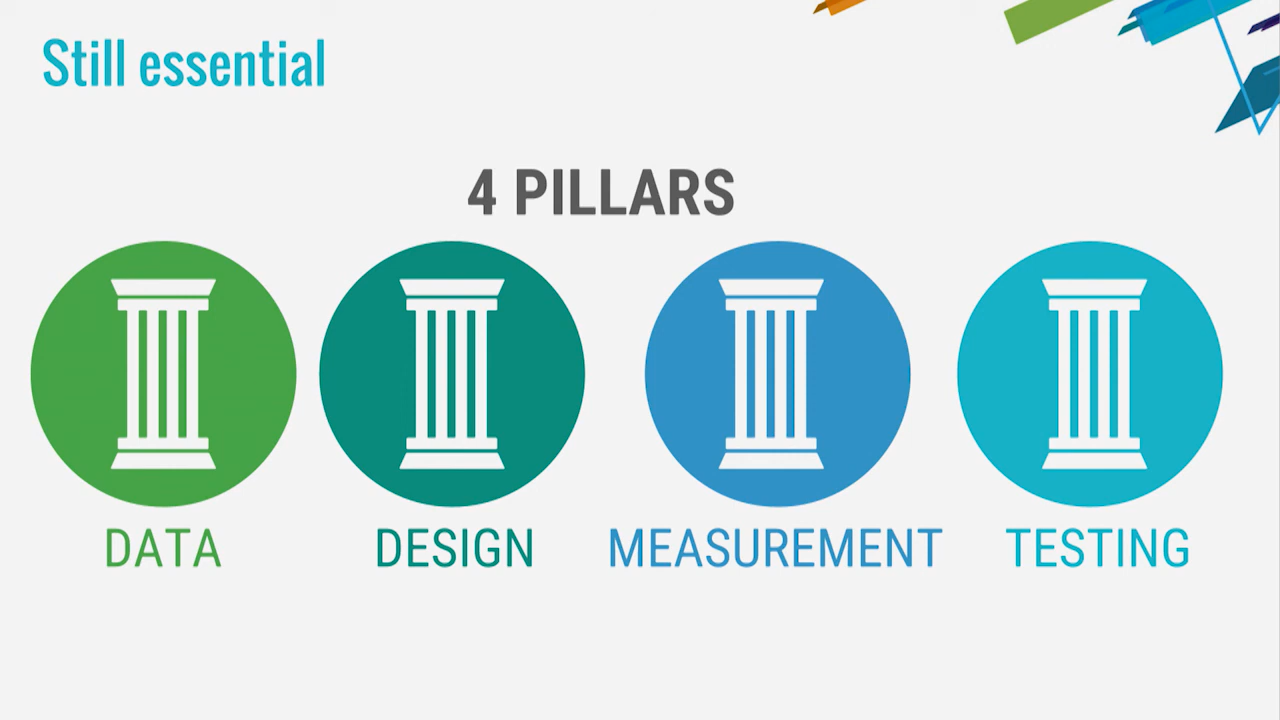 Still essential
4 PILLARS
DATA
DESIGN
MEASUREMENT
TESTING